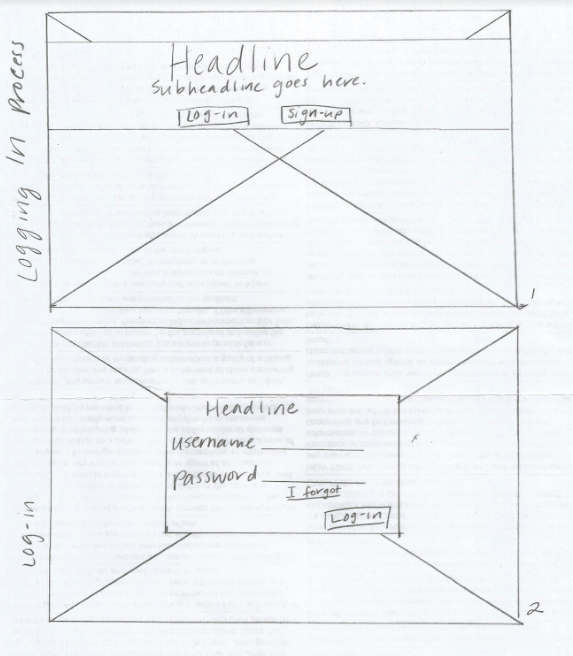 Logging In Process
Headline
Subheadline goes here.
Log-in
Sign-up
1
Log-in
Headline
username
Password
I forgot
Log-in
2